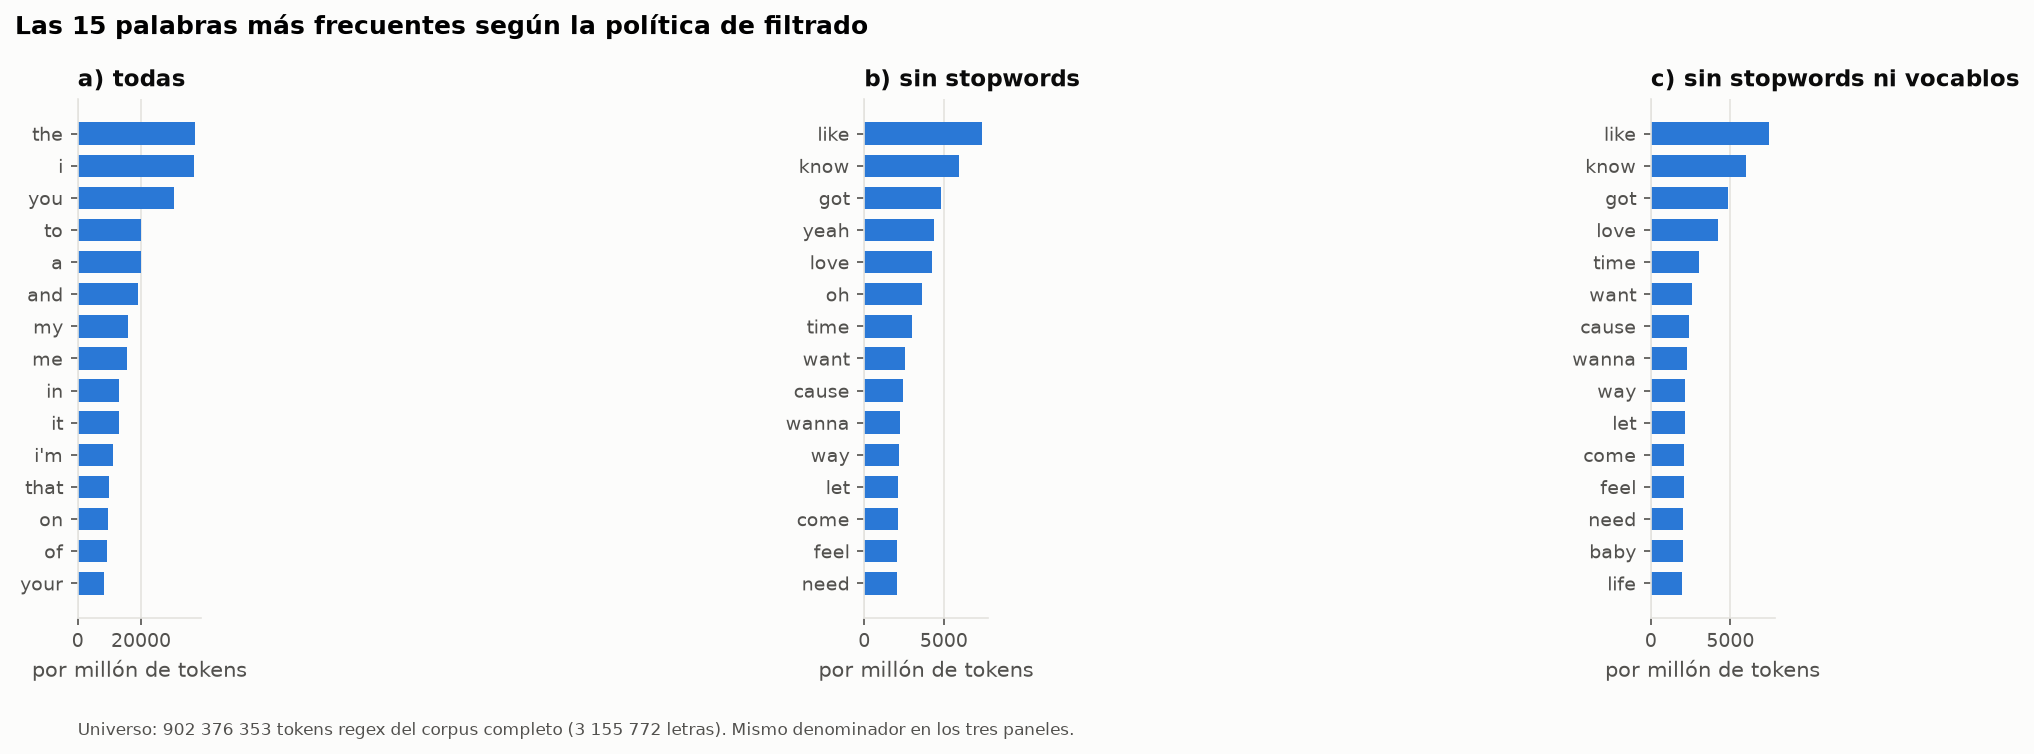 Las 15 palabras más frecuentes según la política de filtrado
a) todas
the
i
you
to
a
and
my
me
in
it
i'm
that
on
of
your
0 20000
por millón de tokens
b) sin stopwords
like
know
got
yeah
love
oh
time
want
cause
wanna
way
let
come
feel
need
0 5000
por millón de tokens
c) sin stopwords ni vocablos
like
know
got
love
time
want
cause
wanna
way
let
come
feel
need
baby
life
0 5000
por millón de tokens
Universo: 902 376 353 tokens regex del corpus completo (3 155 772 letras). Mismo denominador en los tres paneles.